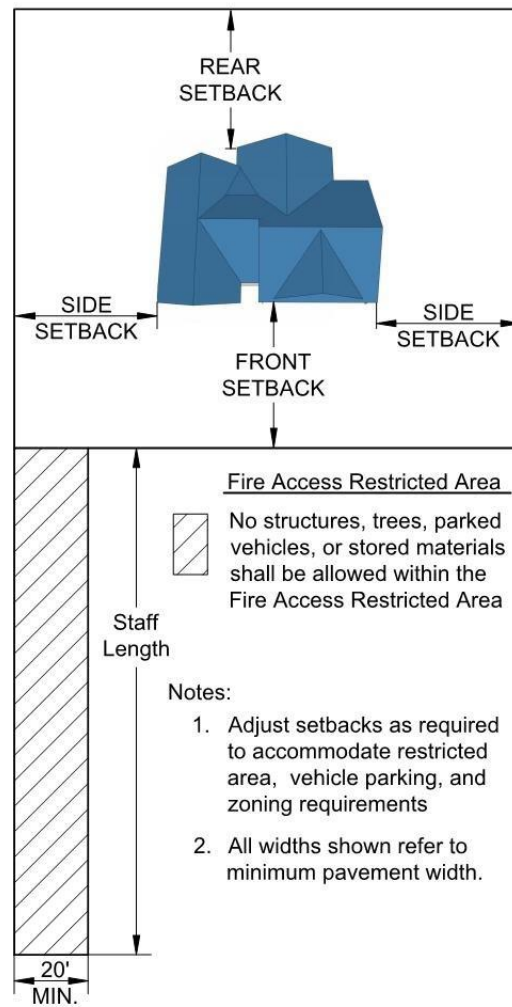 REAR
SETBACK
SIDE
SETBACK
SIDE
SETBACK
FRONT
SETBACK
Fire Access Restricted Area
No structures, trees, parked
vehicles, or stored materials
shall be allowed within the
Fire Access Restricted Area
Staff
Length
Notes:
1. Adjust setbacks as required
to accommodate restricted
area, vehicle parking, and
zoning requirements
2. All widths shown refer to
minimum pavement width.
20'
MIN.